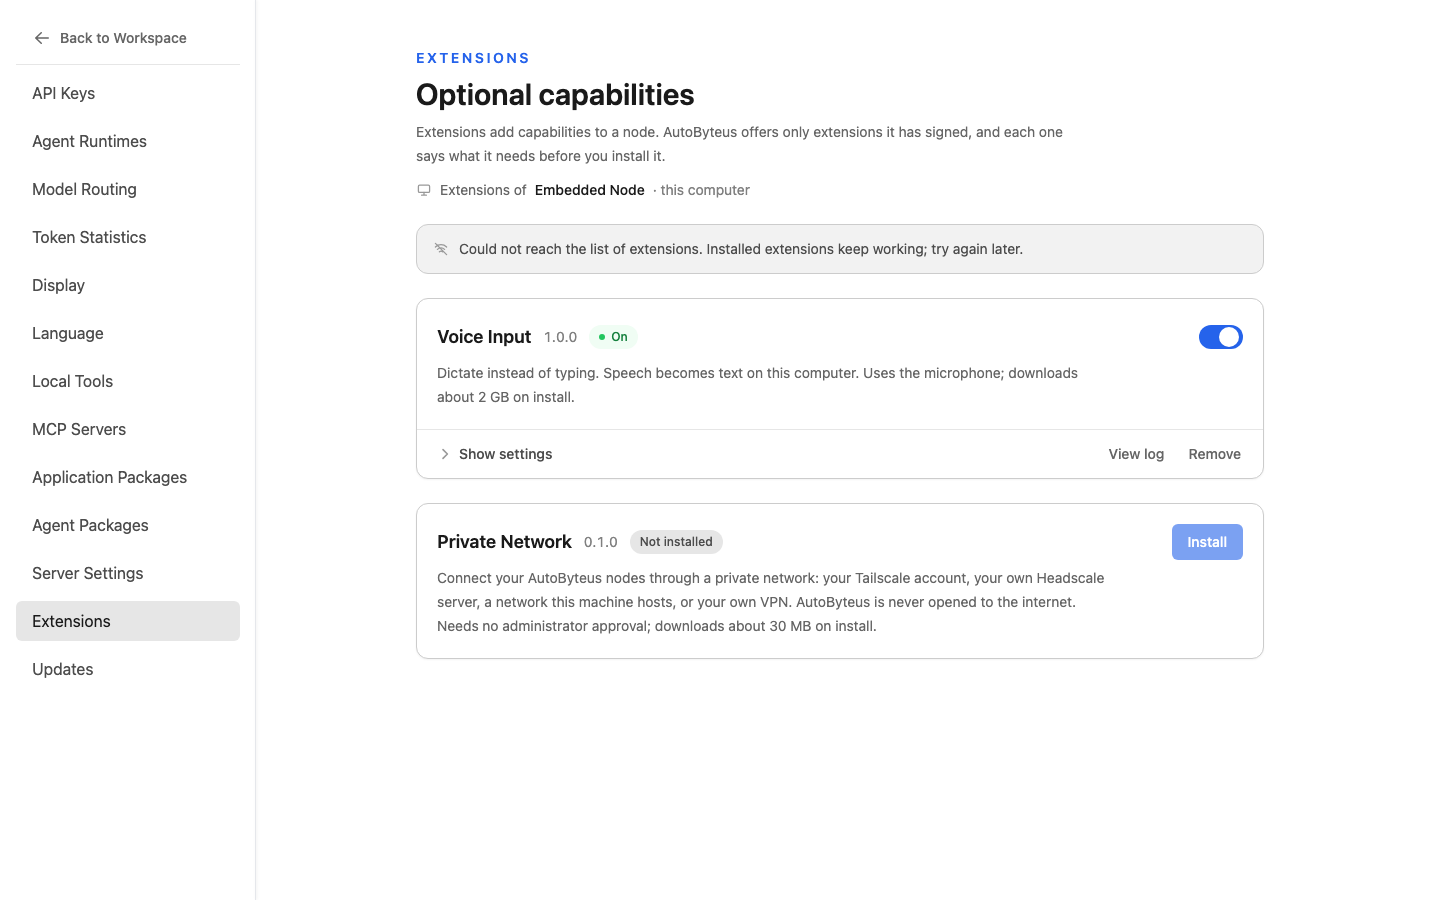 Back to Workspace
API Keys
Agent Runtimes
Model Routing
Token Statistics
Display
Language
Local Tools
MCP Servers
Application Packages
Agent Packages
Server Settings
Extensions
Updates
EXTENSIONS
Optional capabilities
Extensions add capabilities to a node. AutoByteus offers only extensions it has signed, and each one
says what it needs before you install it.
Extensions of Embedded Node · this computer
Could not reach the list of extensions. Installed extensions keep working; try again later.
Voice Input 1.0.0 On
Dictate instead of typing. Speech becomes text on this computer. Uses the microphone; downloads
about 2 GB on install.
Show settings View log Remove
Private Network 0.1.0 Not installed Install
Connect your AutoByteus nodes through a private network: your Tailscale account, your own Headscale
server, a network this machine hosts, or your own VPN. AutoByteus is never opened to the internet.
Needs no administrator approval; downloads about 30 MB on install.